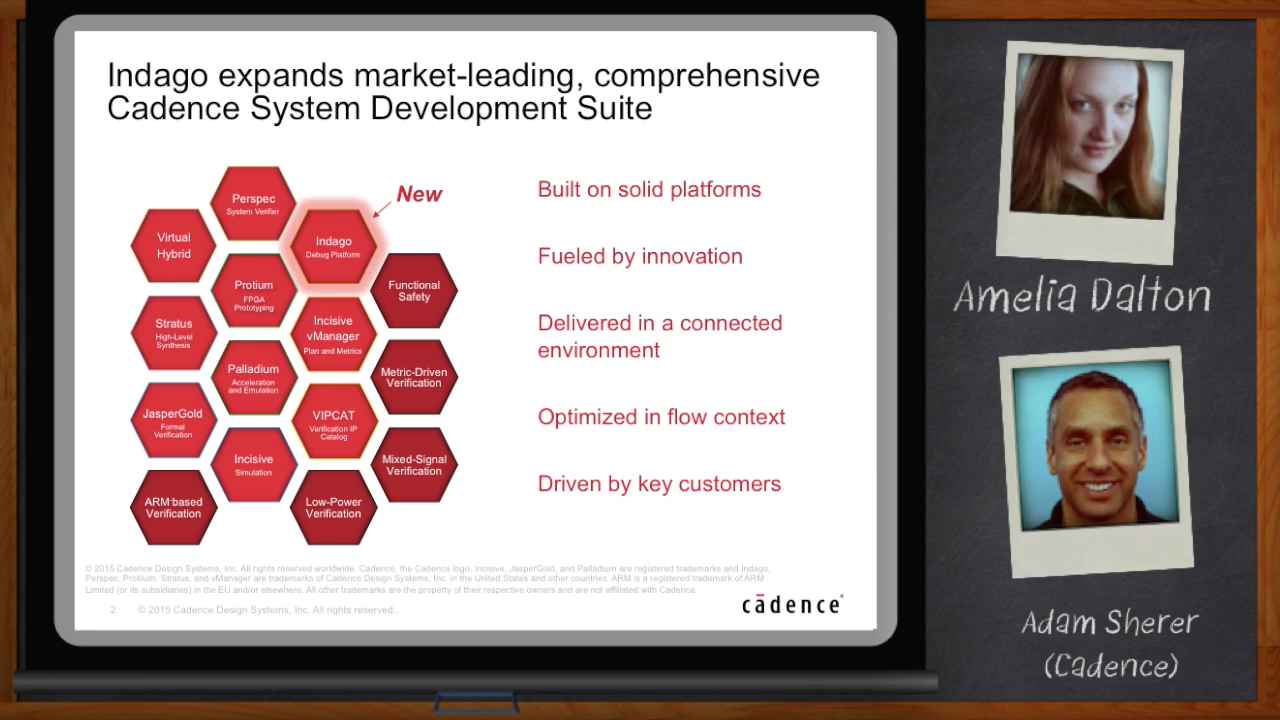 Indago expands market-leading, comprehensive
Cadence System Development Suite
Perspec
System Verifier
New
Virtual
Hybrid
Indago
Debug Platform
Protium
FPGA
Prototyping
Functional
Safety
Stratus
High-Level
Synthesis
Incisive
vManager
Plan and Metrics
Palladium
Acceleration
and Emulation
Metric-Driven
Verification
JasperGold
Formal
Verification
VIPCAT
Verification IP
Catalog
Incisive
Simulation
Mixed-Signal
Verification
ARM-based
Verification
Low-Power
Verification
Built on solid platforms
Fueled by innovation
Delivered in a connected
environment
Optimized in flow context
Driven by key customers
© 2015 Cadence Design Systems, Inc. All rights reserved worldwide. Cadence, the Cadence logo. Incisive, JasperGold, and Palladium are registered trademarks and Indago,
Perspec, Protium, Stratus, and vManager are trademarks of Cadence Design Systems, Inc. in the United States and other countries. ARM is a registered trademark of ARM
Limited (or its subsidiaries) in the EU and/or elsewhere. All other trademarks are the property of their respective owners and are not affiliated with Cadence.
2 © 2015 Cadence Design Systems, Inc. All rights reserved..
cādence®
Amelia Dalton
Adam Sherer
(Cadence)